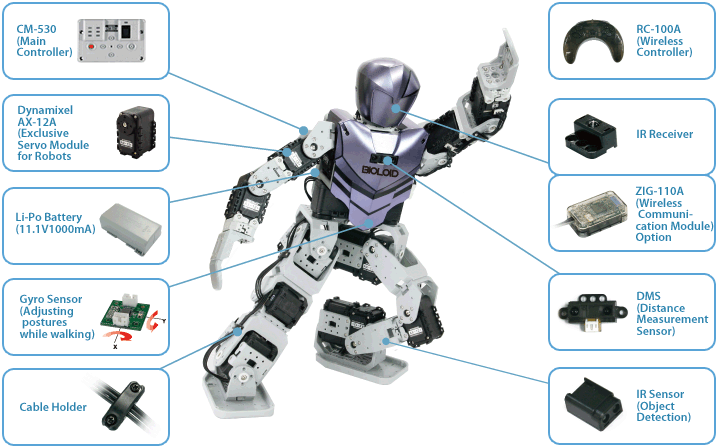 CM-530
(Main
Controller)
Dynamixel
AX-12A
(Exclusive
Servo Module
for Robots
Li-Po Battery
(11.1V1000mA)
Gyro Sensor
(Adjusting
postures
while walking)
X
Y
Cable Holder
BIOLOID
RC-100A
(Wireless
Controller)
IR Receiver
ZIG-110A
(Wireless
Communi-
cation Module)
Option
DMS
(Distance
Measurement
Sensor)
IR Sensor
(Object
Detection)